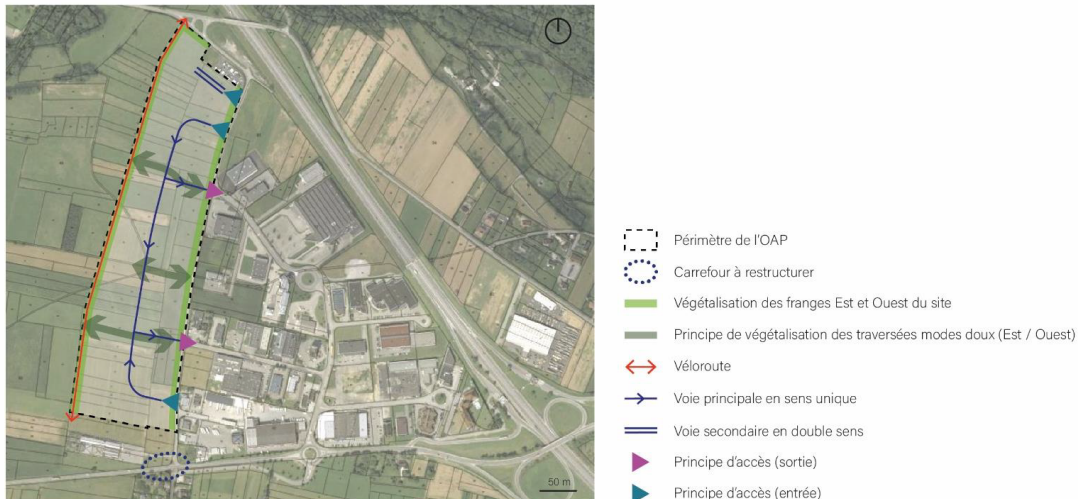 50 m
Périmètre de l'OAP
Carrefour à restructurer
Végétalisation des franges Est et Ouest du site
Principe de végétalisation des traversées modes doux (Est / Ouest)
Véloroute
Voie principale en sens unique
Voie secondaire en double sens
Principe d'accès (sortie)
Principe d'accès (entrée)